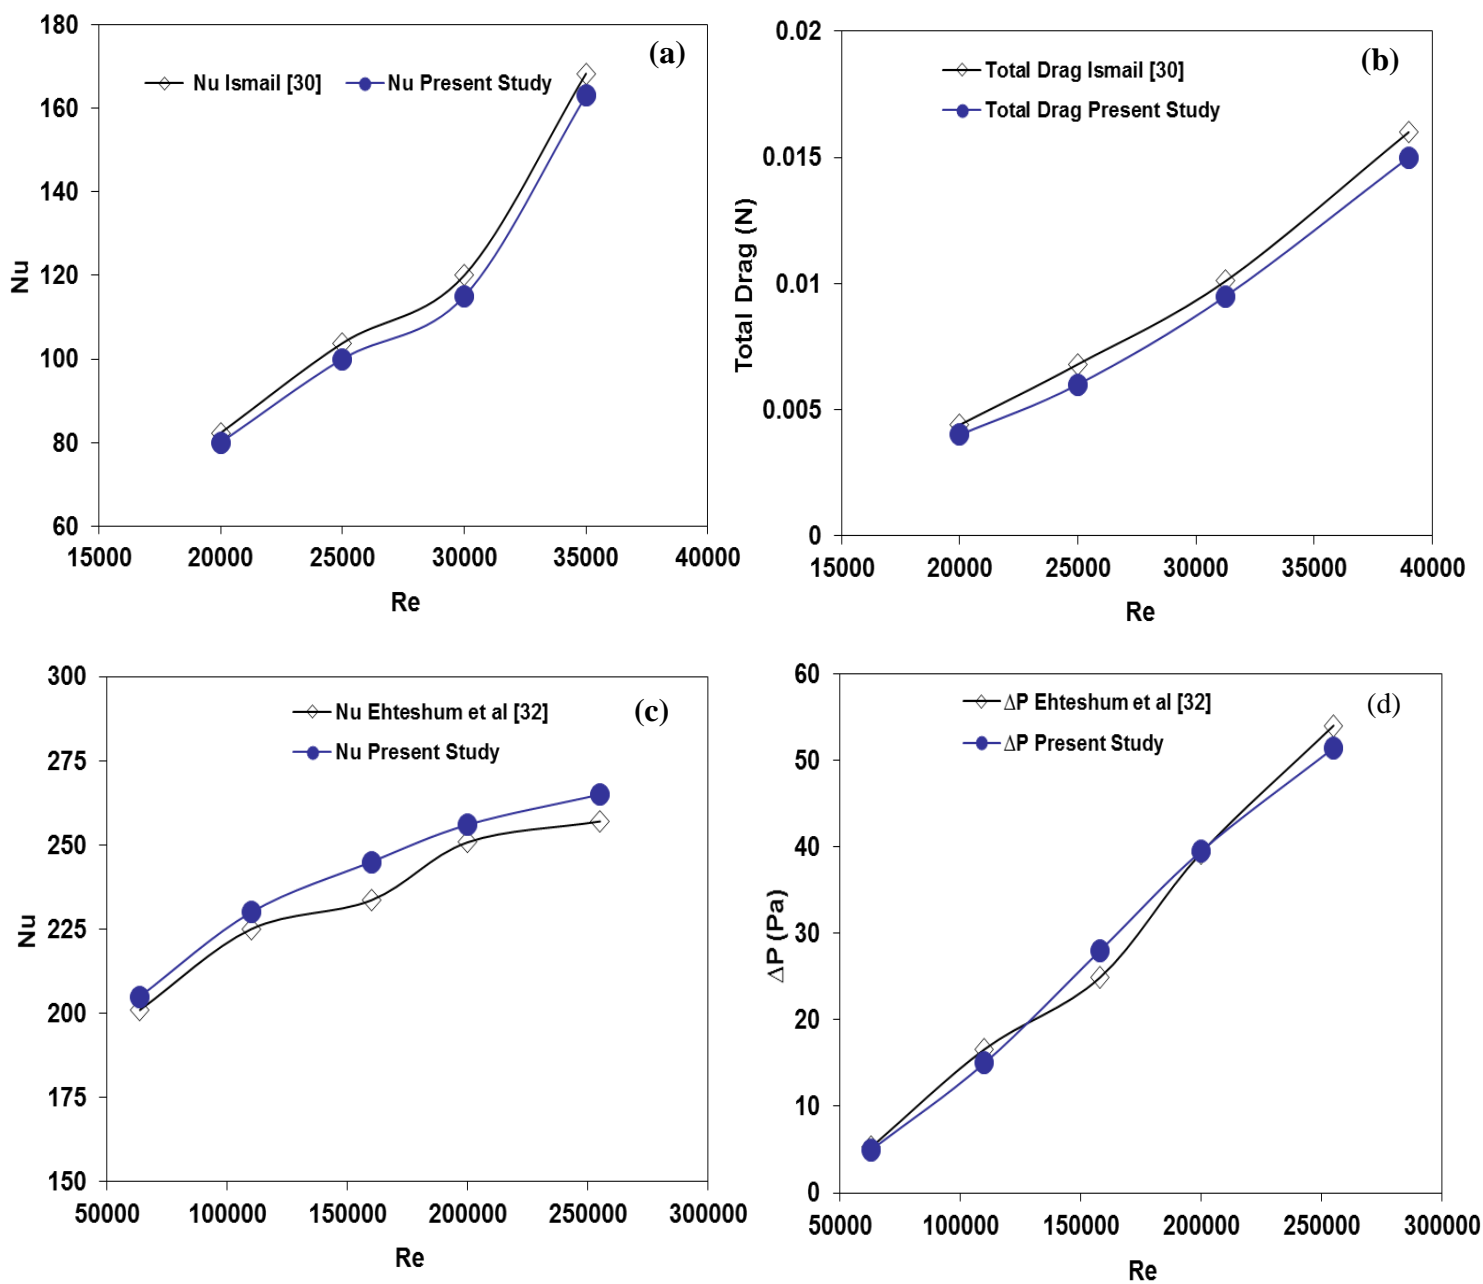 (a)
Nu Ismail [30]
Nu Present Study
180
160
140
120
100
80
60
Nu
15000 20000 25000 30000 35000 40000
Re
(b)
Total Drag Ismail [30]
Total Drag Present Study
0.02
0.015
0.01
0.005
0
Total Drag (N)
15000 20000 25000 30000 35000 40000
Re
(c)
Nu Ehteshum et al [32]
Nu Present Study
300
275
250
225
200
175
150
Nu
50000 100000 150000 200000 250000 300000
Re
(d)
ΔP Ehteshum et al [32]
ΔP Present Study
60
50
40
30
20
10
0
ΔP (Pa)
50000 100000 150000 200000 250000 300000
Re